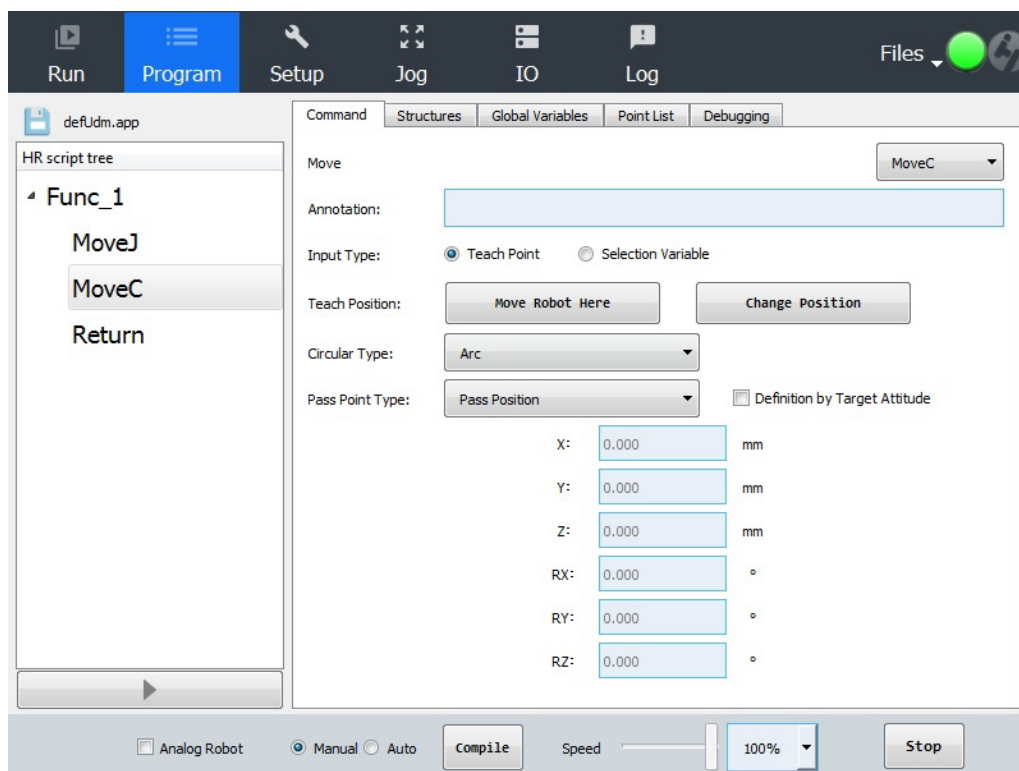 Run Program Setup Jog IO Log Files
defUdm.app
HR script tree
Func_1
MoveJ
MoveC
Return
Command Structures Global Variables Point List Debugging
Move MoveC
Annotation:
Input Type: Teach Point Selection Variable
Teach Position: Move Robot Here Change Position
Circular Type: Arc
Pass Point Type: Pass Position Definition by Target Attitude
X: 0.000 mm
Y: 0.000 mm
Z: 0.000 mm
RX: 0.000 °
RY: 0.000 °
RZ: 0.000 °
Analog Robot Manual Auto Compile Speed 100% Stop